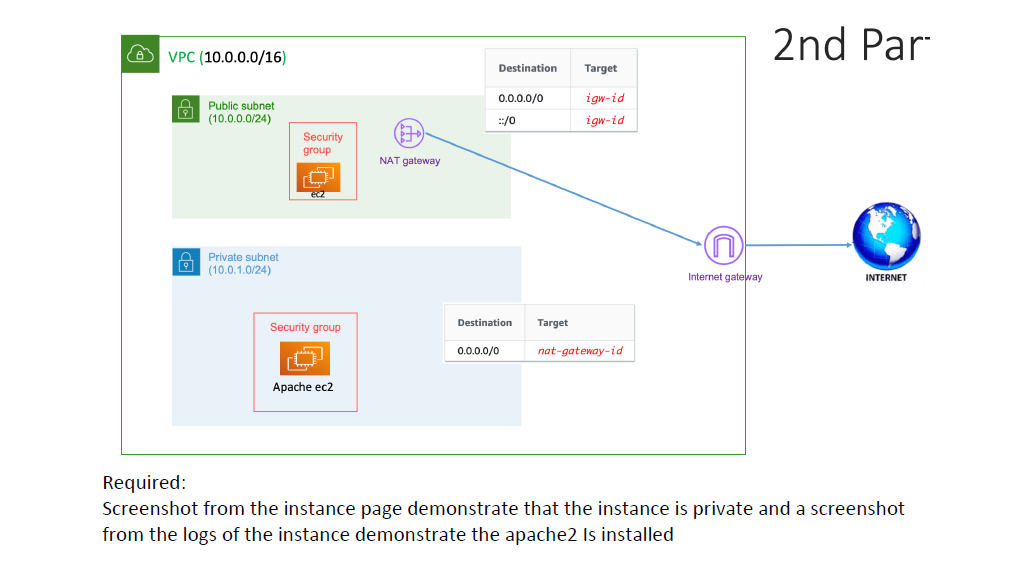 2nd Par
VPC (10.0.0.0/16)
Destination Target
0.0.0.0/0 igw-id
::/0 igw-id
Public subnet
(10.0.0.0/24)
Security
group
ec2
NAT gateway
Internet gateway
INTERNET
Private subnet
(10.0.1.0/24)
Security group
Apache ec2
Destination Target
0.0.0.0/0 nat-gateway-id
Required:
Screenshot from the instance page demonstrate that the instance is private and a screenshot
from the logs of the instance demonstrate the apache2 Is installed